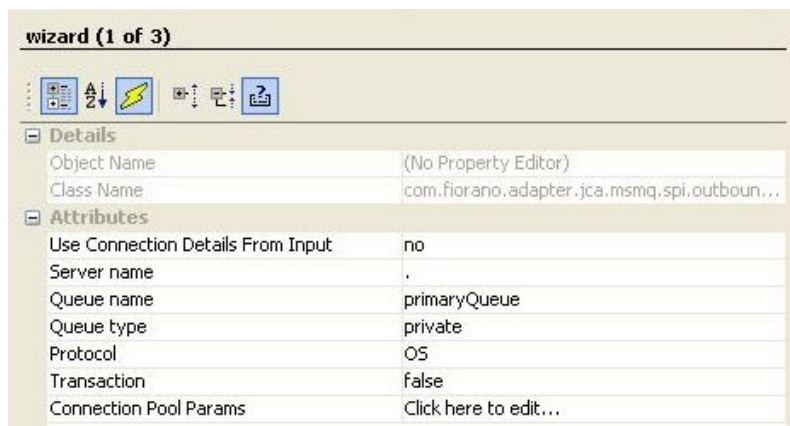 wizard (1 of 3)
Details
Object Name (No Property Editor)
Class Name com.fiorano.adapter.jca.msmq.spi.outboun...
Attributes
Use Connection Details From Input no
Server name .
Queue name primaryQueue
Queue type private
Protocol OS
Transaction false
Connection Pool Params Click here to edit...